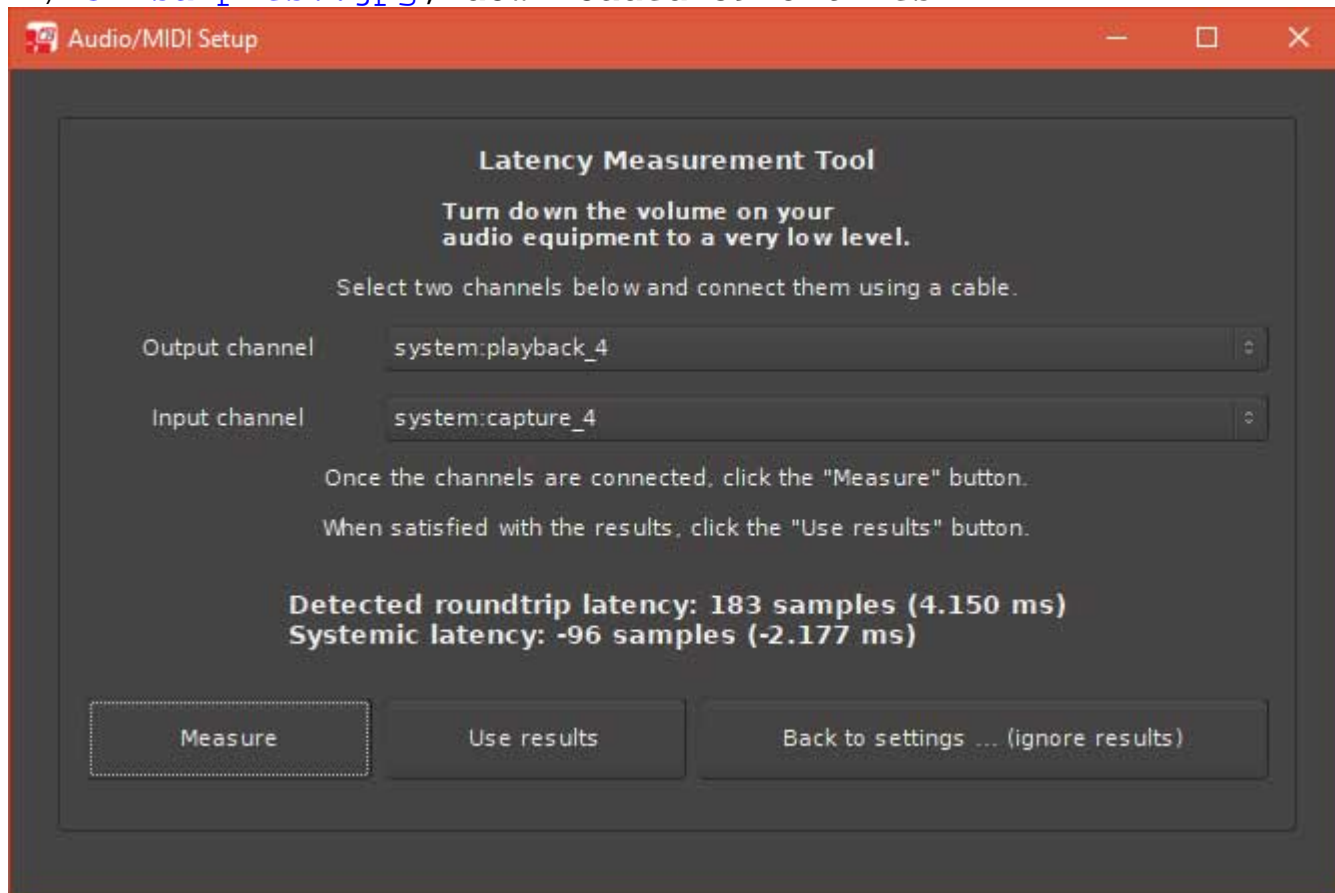 Audio/MIDI Setup
Latency Measurement Tool
Turn down the volume on your
audio equipment to a very low level.
Select two channels below and connect them using a cable.
Output channel system:playback_4
Input channel system:capture_4
Once the channels are connected, click the "Measure" button.
When satisfied with the results, click the "Use results" button.
Detected roundtrip latency: 183 samples (4.150 ms)
Systemic latency: -96 samples (-2.177 ms)
Measure Use results Back to settings ... (ignore results)